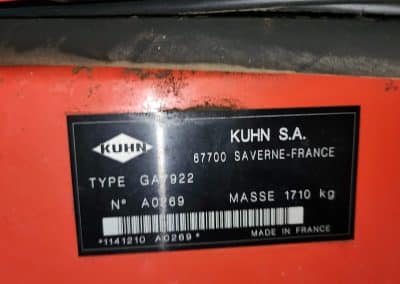 KUHN
KUHN S.A.
67700 SAVERNE-FRANCE
TYPE GA7922
N° A0269 MASSE 1710 kg
*1141210 A0269*
MADE IN FRANCE